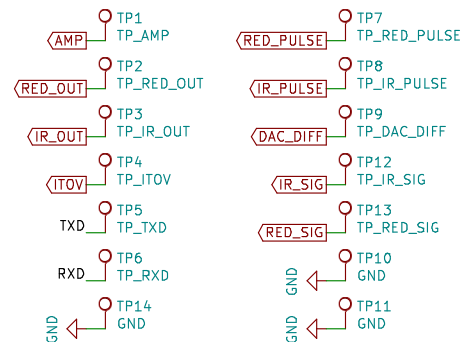 TP1
AMP TP_AMP
TP2
RED_OUT TP_RED_OUT
TP3
IR_OUT TP_IR_OUT
TP4
ITOV TP_ITOV
TP5
TXD TP_TXD
TP6
RXD TP_RXD
TP14
GND GND
TP7
RED_PULSE TP_RED_PULSE
TP8
IR_PULSE TP_IR_PULSE
TP9
DAC_DIFF TP_DAC_DIFF
TP12
IR_SIG TP_IR_SIG
TP13
RED_SIG TP_RED_SIG
TP10
GND GND
TP11
GND GND